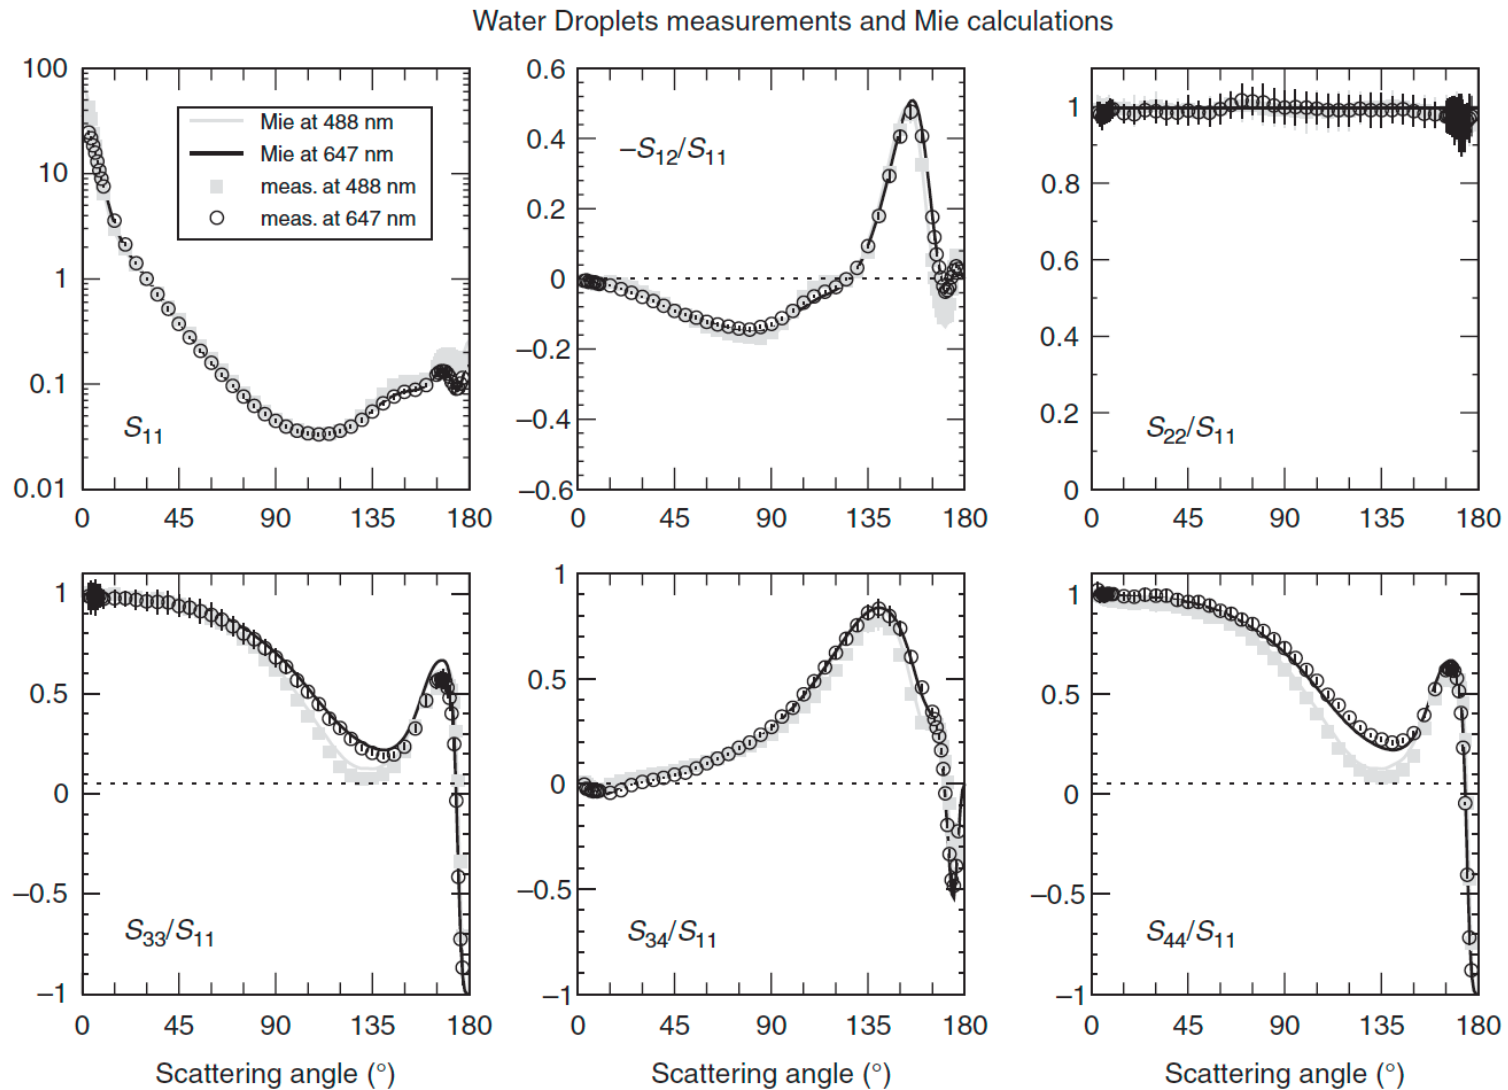 Water Droplets measurements and Mie calculations
100
10
1
0.1
0.01
Mie at 488 nm
Mie at 647 nm
meas. at 488 nm
meas. at 647 nm
S11
0 45 90 135 180
0.6
0.4
0.2
0
–0.2
–0.4
–0.6
–S12/S11
0 45 90 135 180
1
0.8
0.6
0.4
0.2
0
S22/S11
0 45 90 135 180
1
0.5
0
–0.5
–1
S33/S11
0 45 90 135 180
Scattering angle (°)
1
0.5
0
–0.5
–1
S34/S11
0 45 90 135 180
Scattering angle (°)
1
0.5
0
–0.5
–1
S44/S11
0 45 90 135 180
Scattering angle (°)